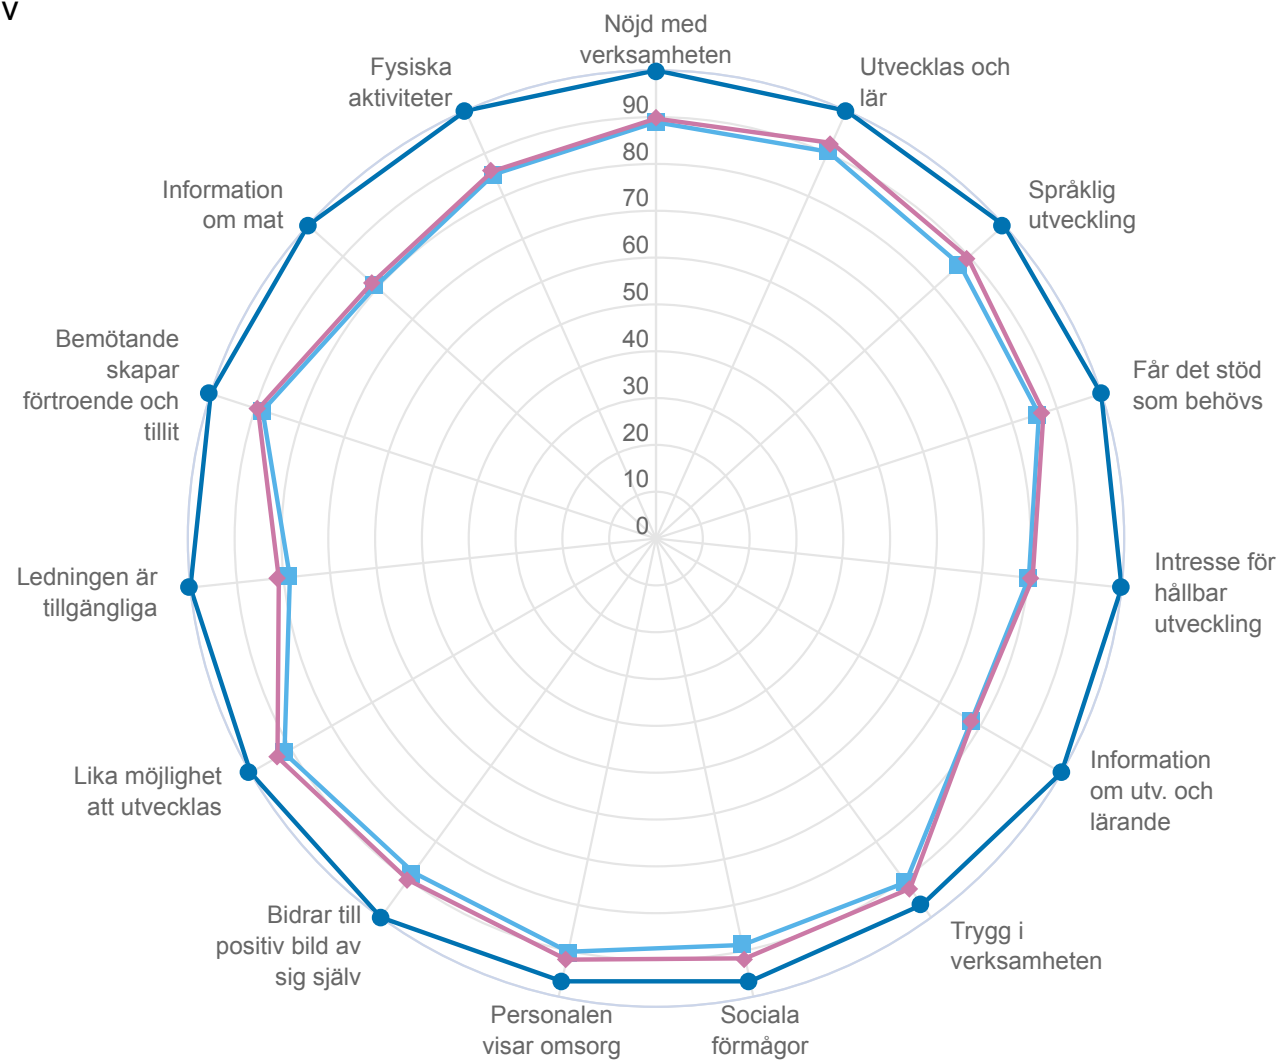 v
Nöjd med
verksamheten
Utvecklas och
lär
Språklig
utveckling
Får det stöd
som behövs
Intresse för
hållbar
utveckling
Information
om utv. och
lärande
Trygg i
verksamheten
Sociala
förmågor
Personalen
visar omsorg
Bidrar till
positiv bild av
sig själv
Lika möjlighet
att utvecklas
Ledningen är
tillgängliga
Bemötande
skapar
förtroende och
tillit
Information
om mat
Fysiska
aktiviteter
90
80
70
60
50
40
30
20
10
0